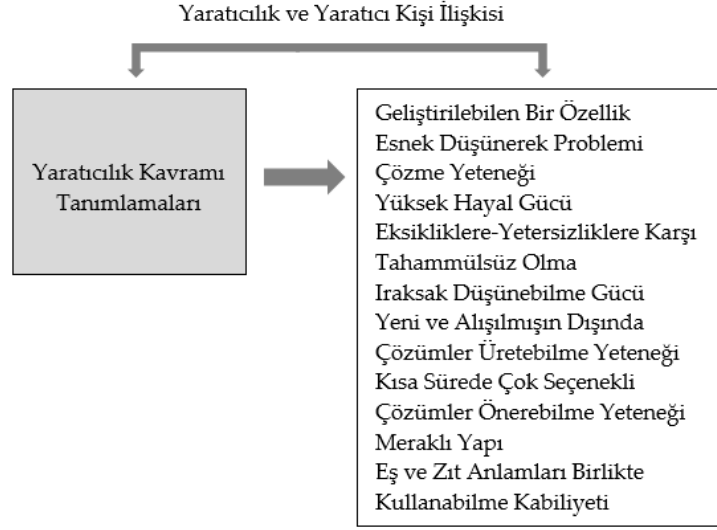 Yaratıcılık ve Yaratıcı Kişi İlişkisi
Yaratıcılık Kavramı
Tanımlamaları
Geliştirilebilen Bir Özellik
Esnek Düşünerek Problemi
Çözme Yeteneği
Yüksek Hayal Gücü
Eksikliklere-Yetersizliklere Karşı
Tahammülsüz Olma
Iraksak Düşünebilme Gücü
Yeni ve Alışılmışın Dışında
Çözümler Üretebilme Yeteneği
Kısa Sürede Çok Seçenekli
Çözümler Önerebilme Yeteneği
Meraklı Yapı
Eş ve Zıt Anlamları Birlikte
Kullanabilme Kabiliyeti